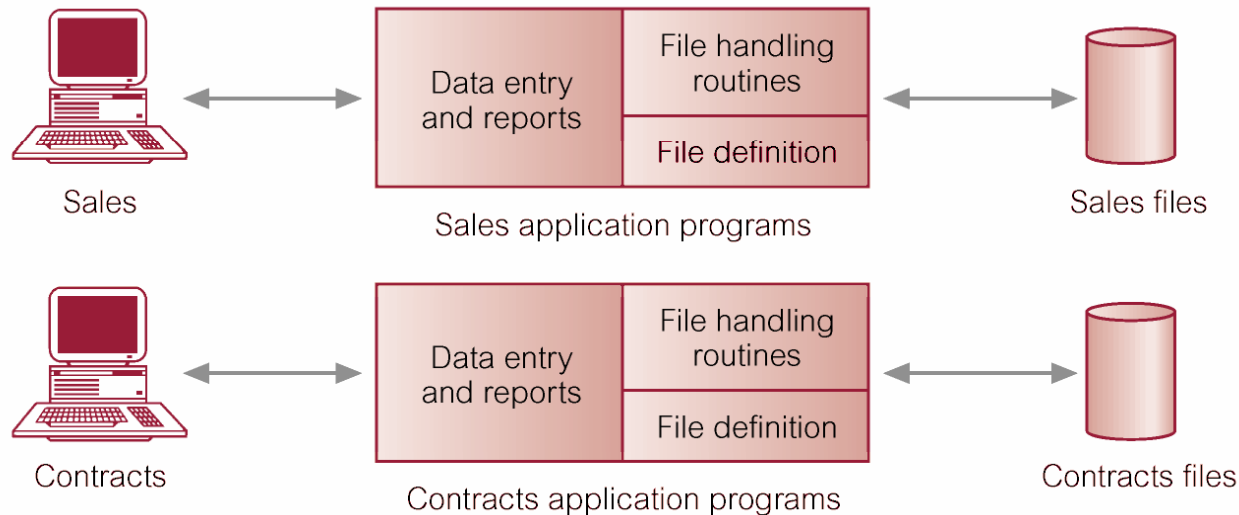 Data entry
and reports
File handling
routines
File definition
Sales
Sales application programs
Sales files
Data entry
and reports
File handling
routines
File definition
Contracts
Contracts application programs
Contracts files